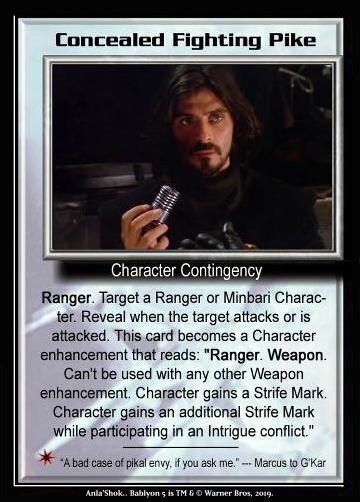 Concealed Fighting Pike
Character Contingency
Ranger. Target a Ranger or Minbari Charac-
ter. Reveal when the target attacks or is
attacked. This card becomes a Character
enhancement that reads: "Ranger. Weapon.
Can't be used with any other Weapon
enhancement. Character gains a Strife Mark.
Character gains an additional Strife Mark
while participating in an Intrigue conflict."
"A bad case of pikal envy, if you ask me." --- Marcus to G'Kar
Anla'Shok.. Bablyon 5 is TM & © Warner Bros, 2019.